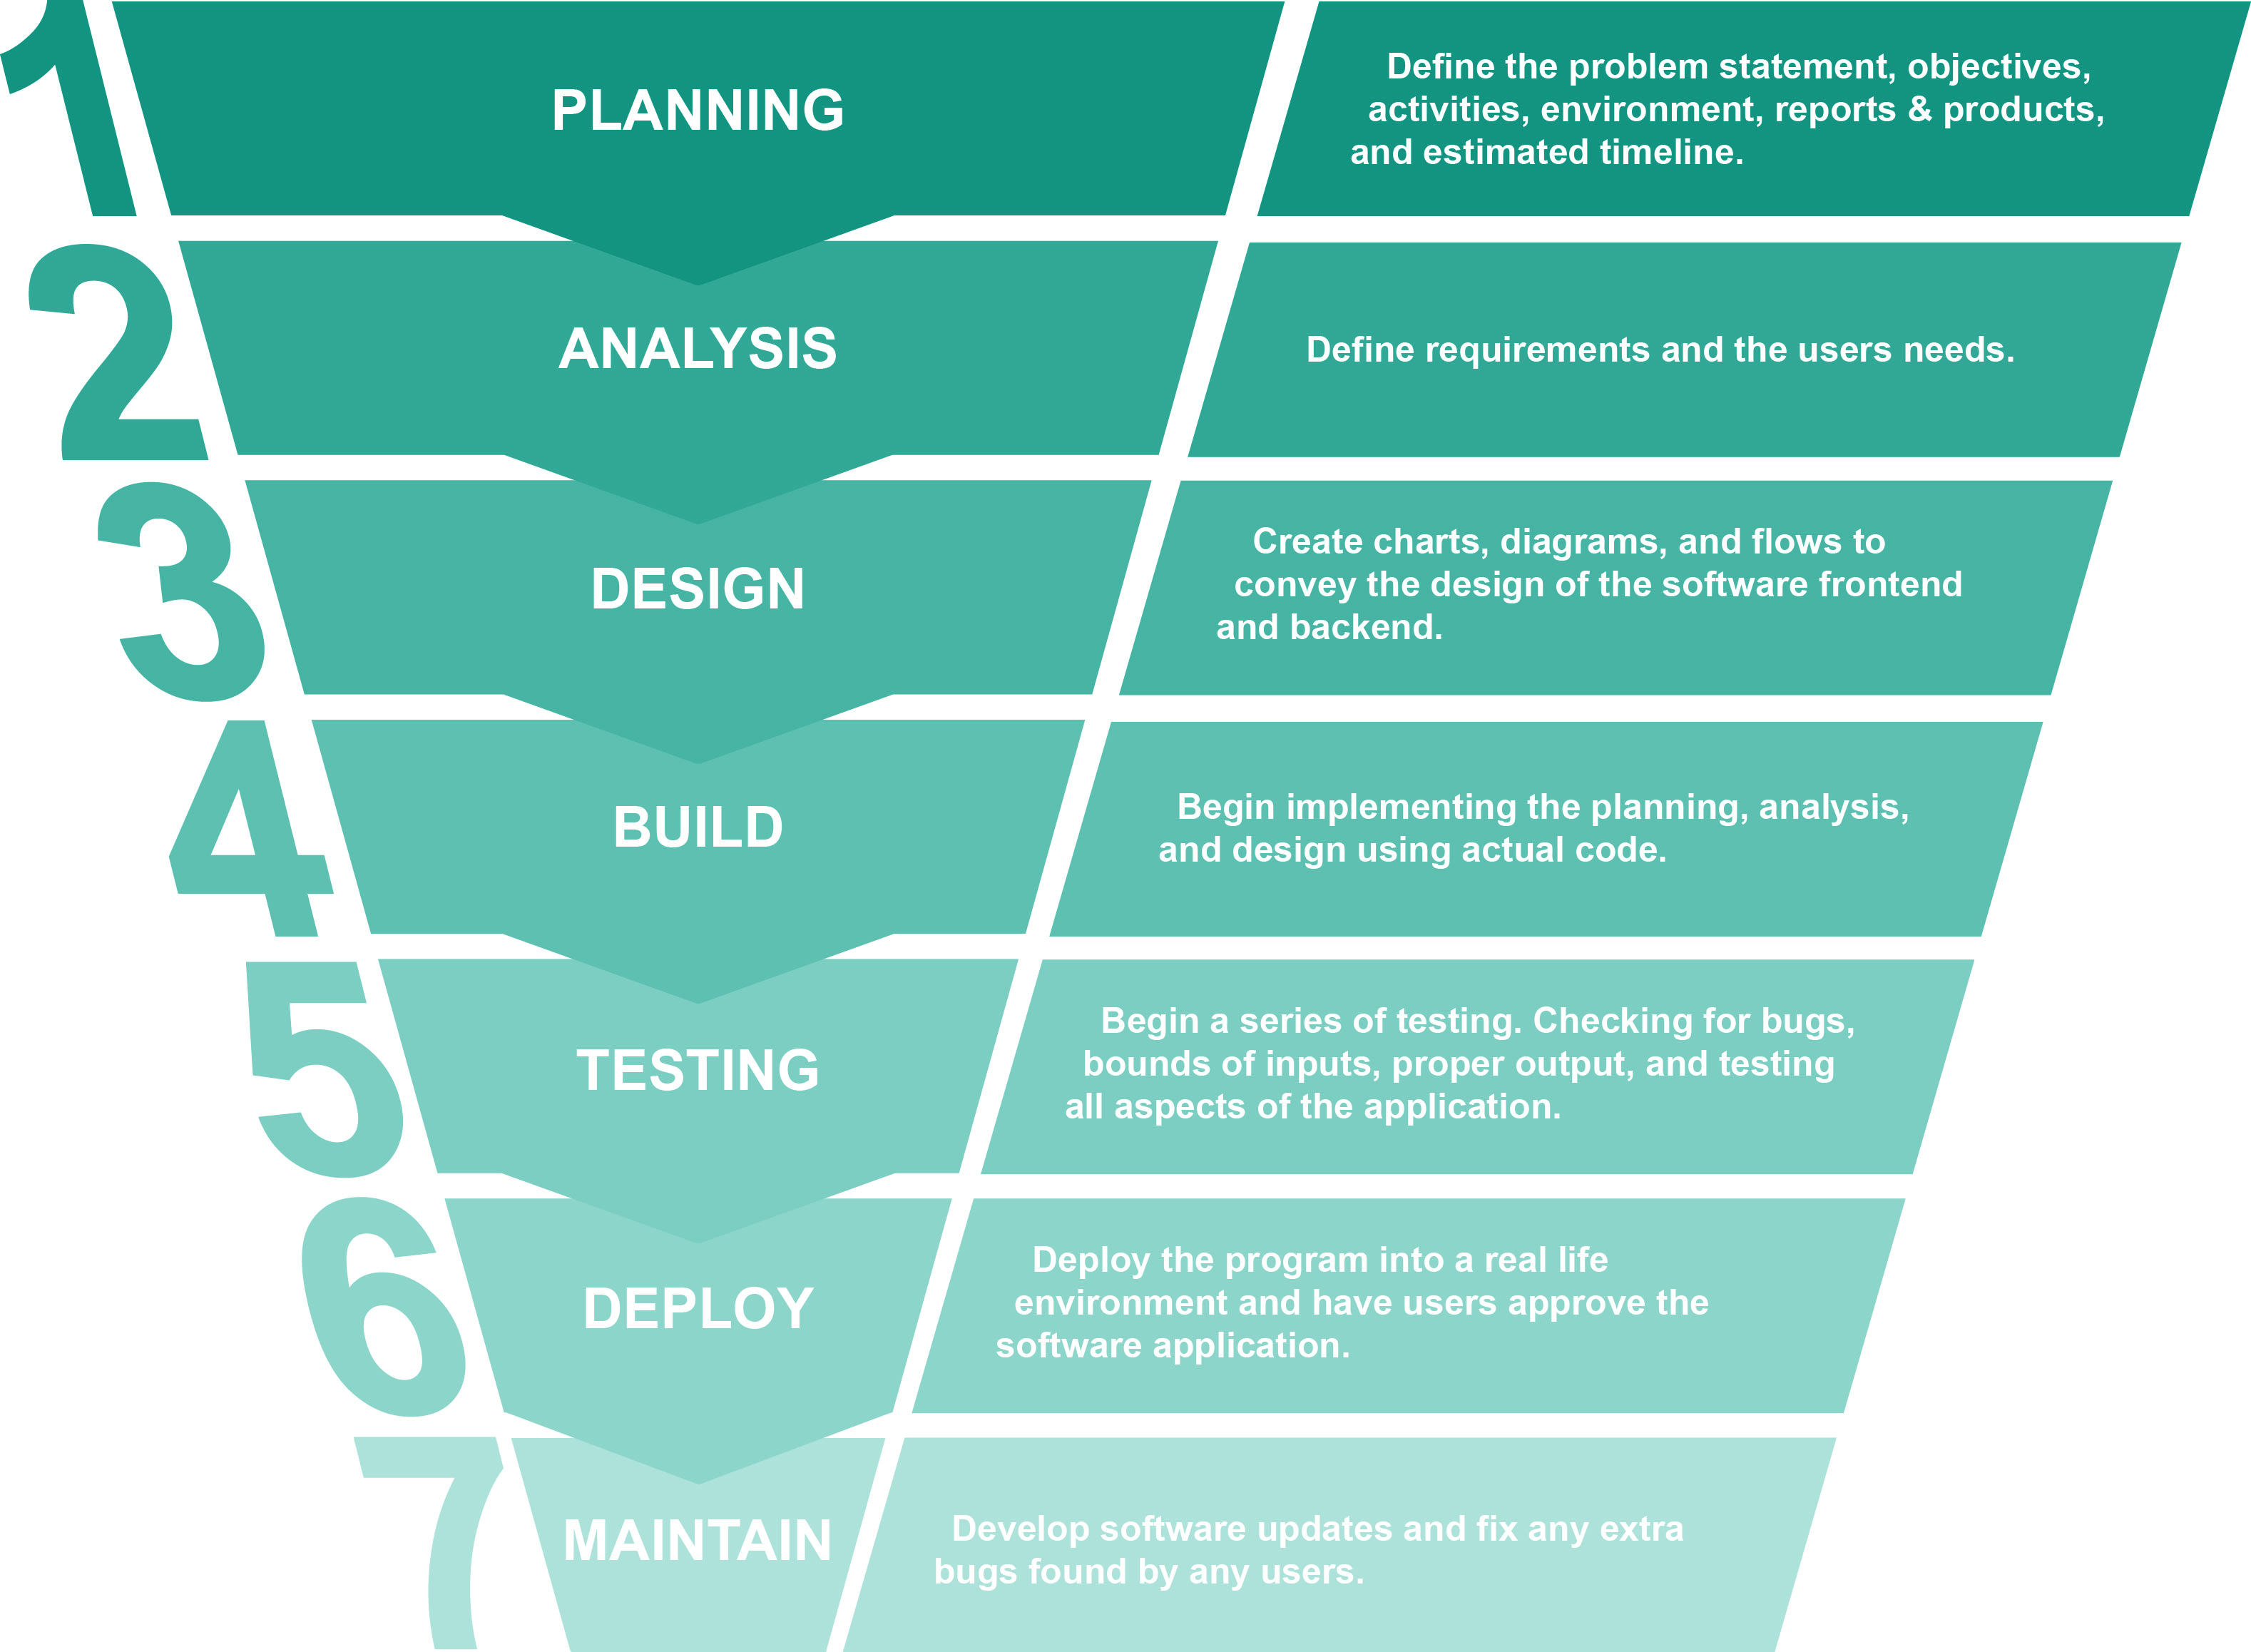 1
PLANNING
Define the problem statement, objectives,
activities, environment, reports & products,
and estimated timeline.
2
ANALYSIS
Define requirements and the users needs.
3
DESIGN
Create charts, diagrams, and flows to
convey the design of the software frontend
and backend.
4
BUILD
Begin implementing the planning, analysis,
and design using actual code.
5
TESTING
Begin a series of testing. Checking for bugs,
bounds of inputs, proper output, and testing
all aspects of the application.
6
DEPLOY
Deploy the program into a real life
environment and have users approve the
software application.
7
MAINTAIN
Develop software updates and fix any extra
bugs found by any users.